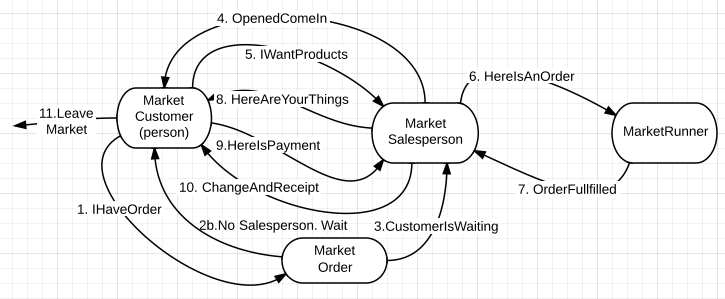 4. OpenedComeIn
5. IWantProducts
6. HereIsAnOrder
Market
Customer
(person)
8. HereAreYourThings
11.Leave
Market
Market
Salesperson
MarketRunner
9.HereIsPayment
10. ChangeAndReceipt
7. OrderFullfilled
1. IHaveOrder
2b.No Salesperson. Wait
3.CustomerIsWaiting
Market
Order